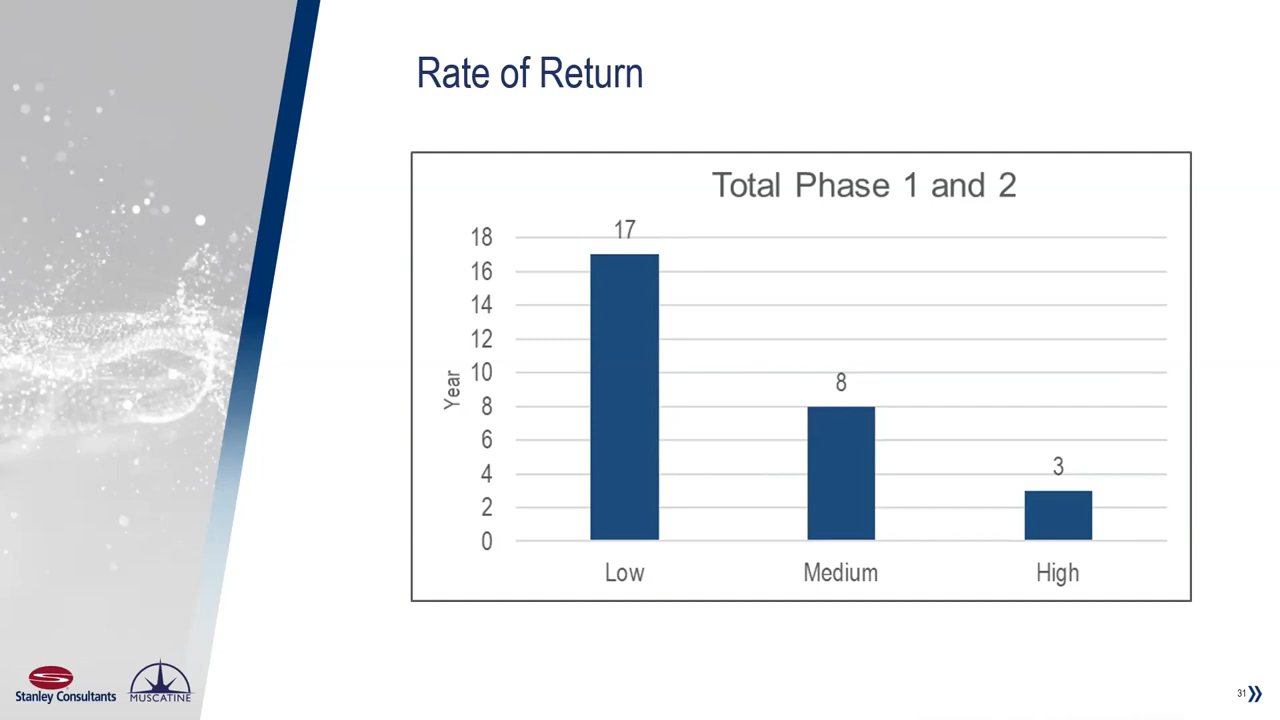 Rate of Return
Total Phase 1 and 2
17
18
16
14
12
10
8
6
4
2
0
Year
8
3
Low
Medium
High
Stanley Consultants
MUSCATINE
31